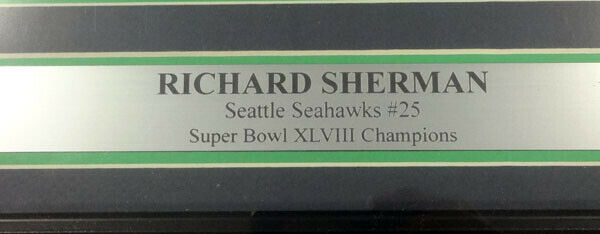 RICHARD SHERMAN
Seattle Seahawks #25
Super Bowl XLVIII Champions